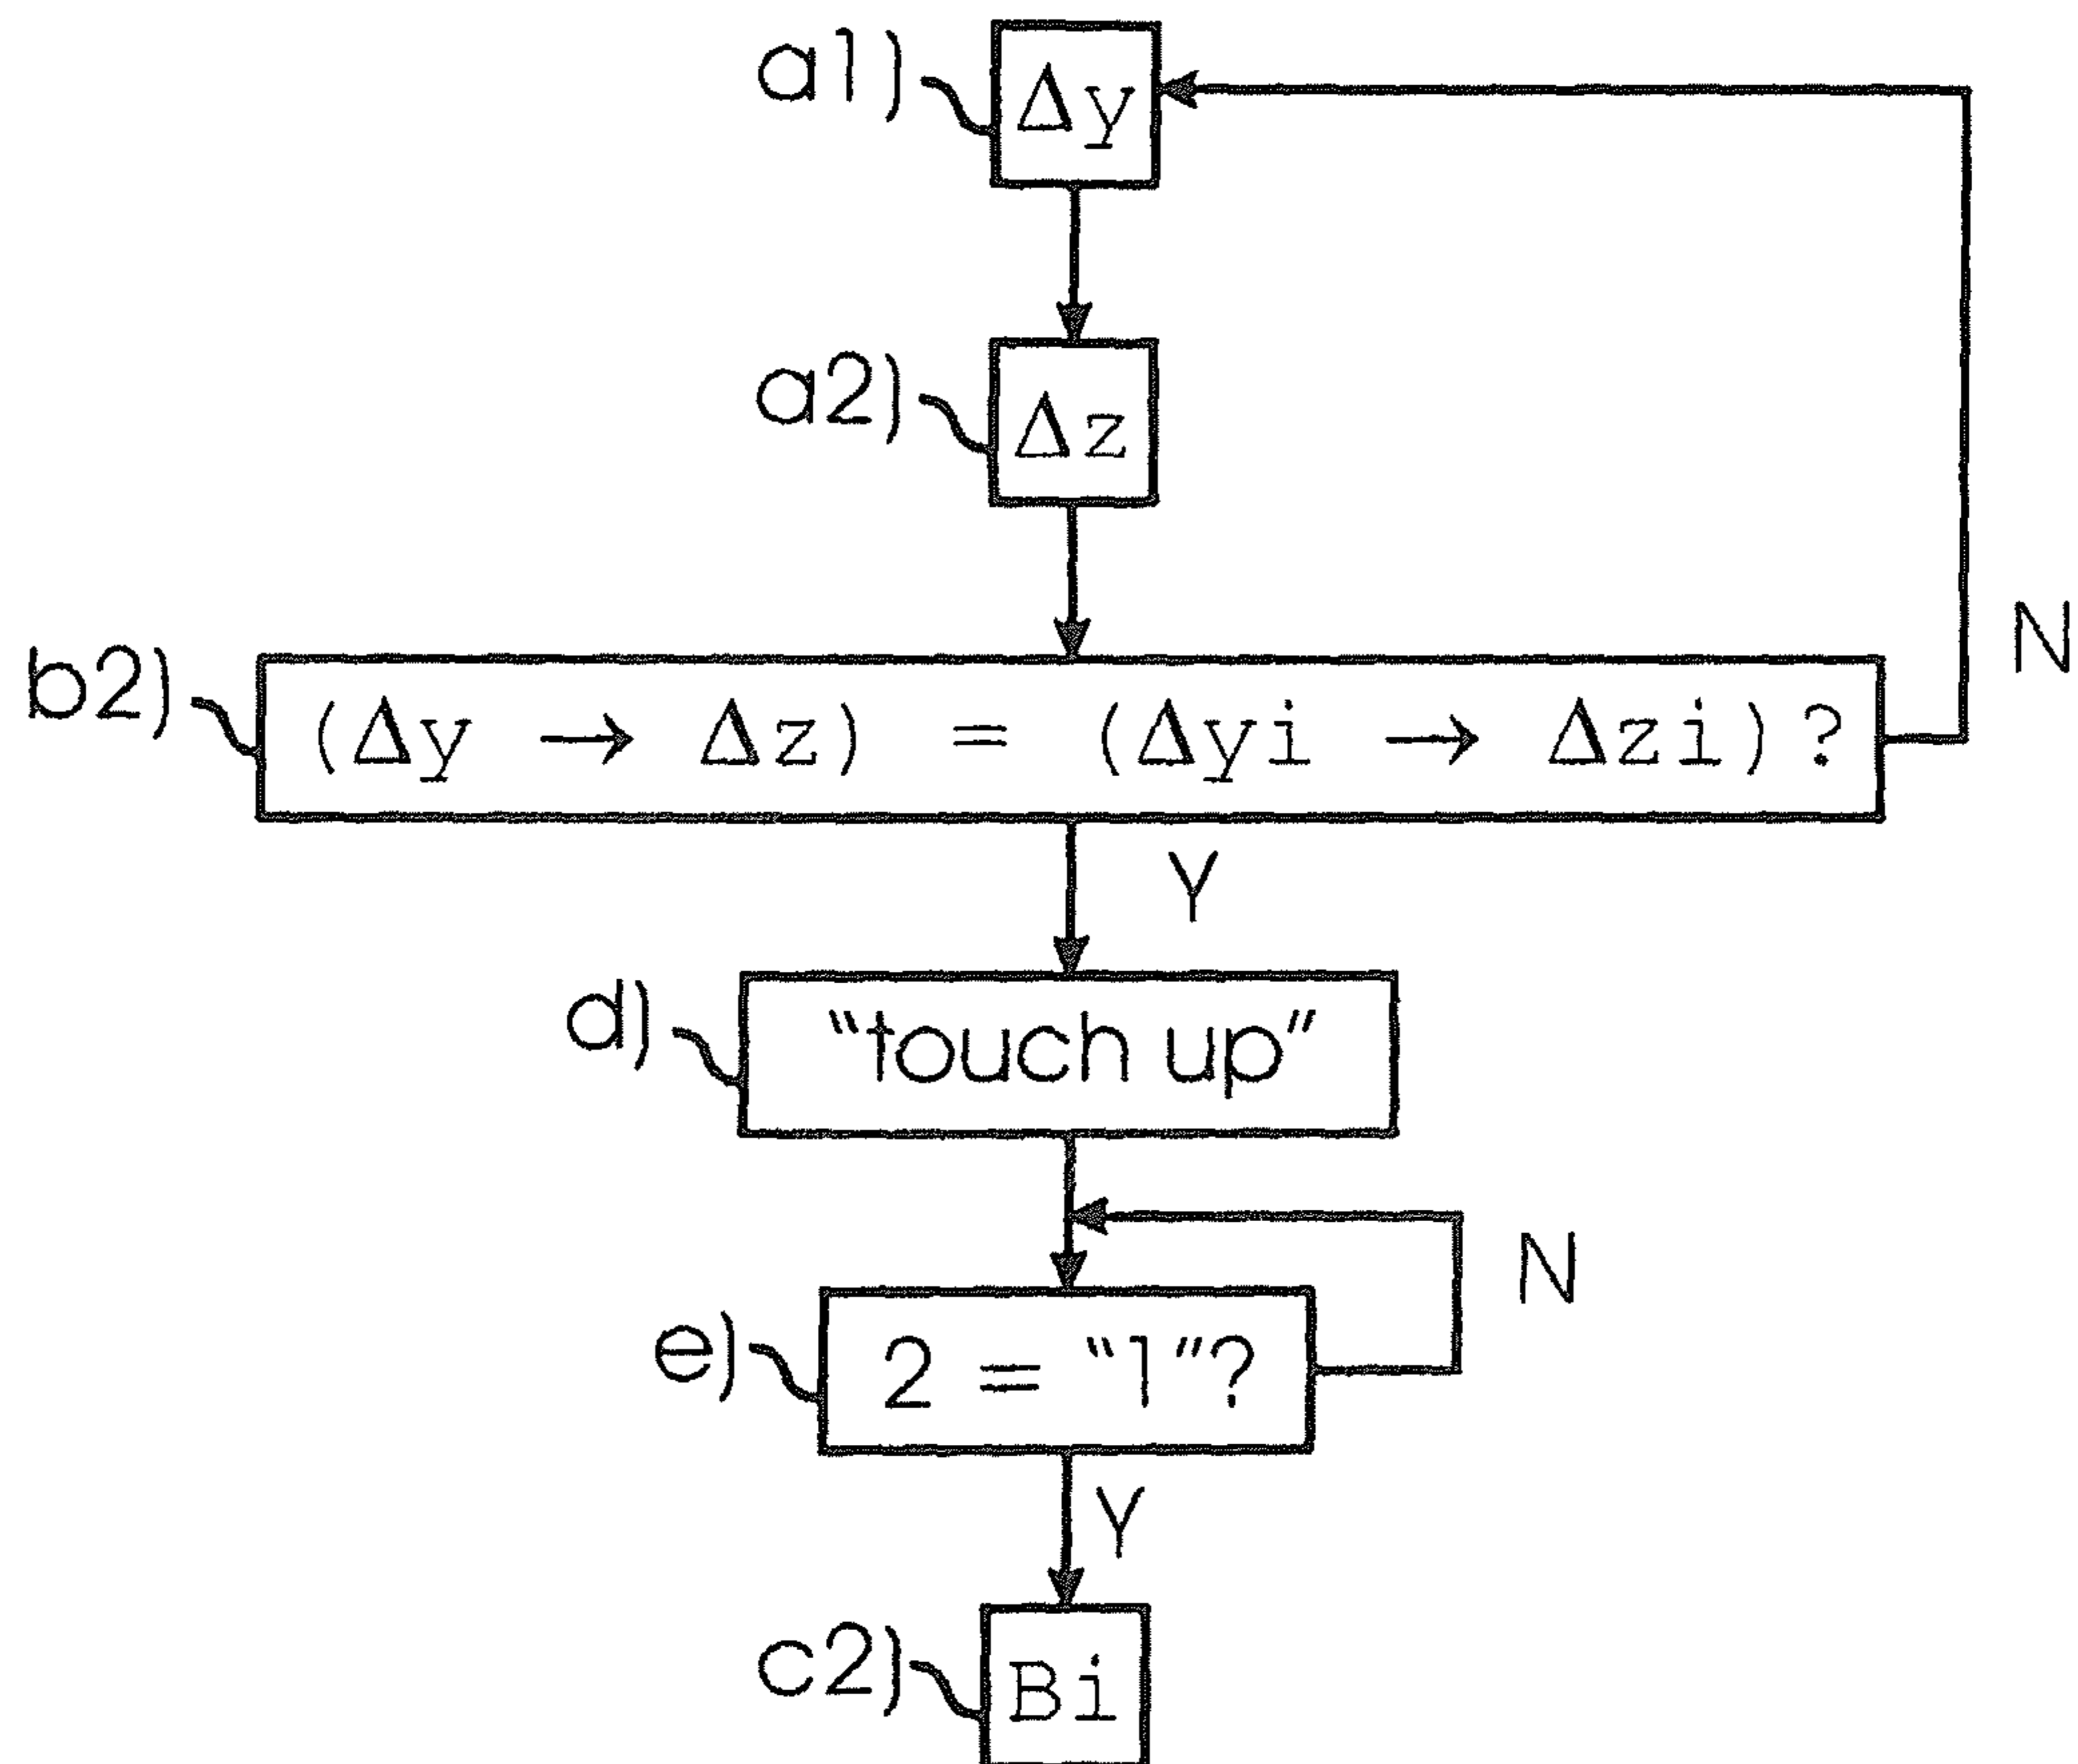 a1) Δy
a2) Δz
N
b2) (Δy → Δz) = (Δyi → Δzi)?
Y
d) “touch up”
N
e) 2 = “1”?
Y
c2) Bi